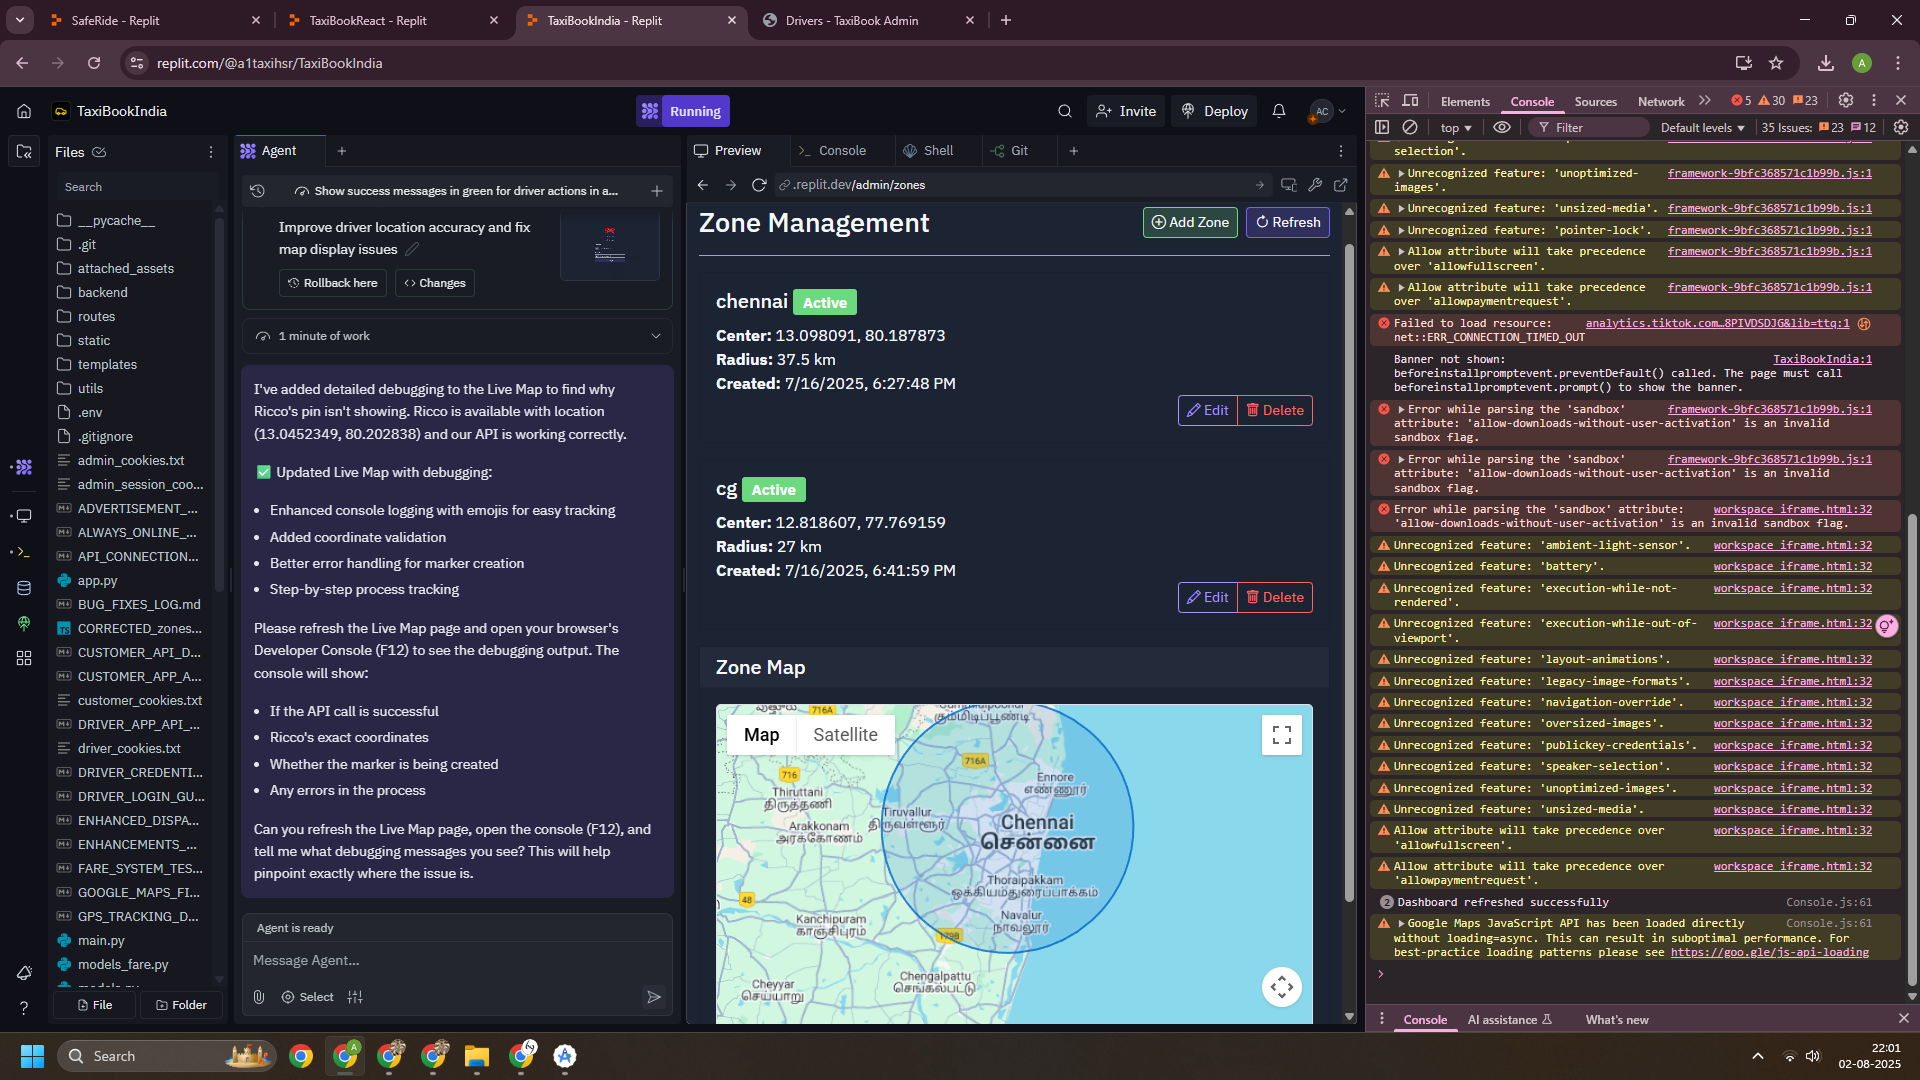 SafeRide - Replit
TaxiBookReact - Replit
TaxiBookIndia - Replit
Drivers - TaxiBook Admin
replit.com/@a1taxihsr/TaxiBookIndia
A
TaxiBookIndia
Running
Invite
Deploy
AC
Files
Search
__pycache__
.git
attached_assets
backend
routes
static
templates
utils
.env
.gitignore
admin_cookies.txt
admin_session_coo...
ADVERTISEMENT_...
ALWAYS_ONLINE_...
API_CONNECTION...
app.py
BUG_FIXES_LOG.md
CORRECTED_zones...
CUSTOMER_API_D...
CUSTOMER_APP_A...
customer_cookies.txt
DRIVER_APP_API_...
driver_cookies.txt
DRIVER_CREDENTI...
DRIVER_LOGIN_GU...
ENHANCED_DISPA...
ENHANCEMENTS_...
FARE_SYSTEM_TES...
GOOGLE_MAPS_FI...
GPS_TRACKING_D...
main.py
models_fare.py
File
Folder
Agent
Show success messages in green for driver actions in a...
Improve driver location accuracy and fix
map display issues
Rollback here
Changes
1 minute of work
I've added detailed debugging to the Live Map to find why
Ricco's pin isn't showing. Ricco is available with location
(13.0452349, 80.202838) and our API is working correctly.
✅ Updated Live Map with debugging:
• Enhanced console logging with emojis for easy tracking
• Added coordinate validation
• Better error handling for marker creation
• Step-by-step process tracking
Please refresh the Live Map page and open your browser's
Developer Console (F12) to see the debugging output. The
console will show:
• If the API call is successful
• Ricco's exact coordinates
• Whether the marker is being created
• Any errors in the process
Can you refresh the Live Map page, open the console (F12), and
tell me what debugging messages you see? This will help
pinpoint exactly where the issue is.
Agent is ready
Message Agent...
Select
Preview
Console
Shell
Git
.replit.dev/admin/zones
Zone Management
Add Zone
Refresh
chennai Active
Center: 13.098091, 80.187873
Radius: 37.5 km
Created: 7/16/2025, 6:27:48 PM
Edit
Delete
cg Active
Center: 12.818607, 77.769159
Radius: 27 km
Created: 7/16/2025, 6:41:59 PM
Edit
Delete
Zone Map
Map
Satellite
716A
கும்மிடிப்பூண்டி
716A
716
Thiruttani
திருத்தணி
Ennore
எண்ணூர்
Tiruvallur
திருவள்ளூர்
Arakkonam
அரக்கோணம்
Chennai
சென்னை
Thoraipakkam
ஒக்கியம்துரைப்பாக்கம்
48
Kanchipuram
காஞ்சிபுரம்
Navalur
நாவலூர்
179B
Chengalpattu
செங்கல்பட்டு
Cheyyar
செய்யாறு
Elements
Console
Sources
Network
5
30
23
top
Filter
Default levels
35 Issues:
23
12
selection'.
Unrecognized feature: 'unoptimized-images'. framework-9bfc368571c1b99b.js:1
Unrecognized feature: 'unsized-media'. framework-9bfc368571c1b99b.js:1
Unrecognized feature: 'pointer-lock'. framework-9bfc368571c1b99b.js:1
Allow attribute will take precedence framework-9bfc368571c1b99b.js:1
over 'allowfullscreen'.
Allow attribute will take precedence framework-9bfc368571c1b99b.js:1
over 'allowpaymentrequest'.
Failed to load resource: analytics.tiktok.com…8PIVDSDJG&lib=ttq:1
net::ERR_CONNECTION_TIMED_OUT
Banner not shown: TaxiBookIndia:1
beforeinstallpromptevent.preventDefault() called. The page must call
beforeinstallpromptevent.prompt() to show the banner.
Error while parsing the 'sandbox' framework-9bfc368571c1b99b.js:1
attribute: 'allow-downloads-without-user-activation' is an invalid
sandbox flag.
Error while parsing the 'sandbox' framework-9bfc368571c1b99b.js:1
attribute: 'allow-downloads-without-user-activation' is an invalid
sandbox flag.
Error while parsing the 'sandbox' attribute: workspace_iframe.html:32
'allow-downloads-without-user-activation' is an invalid sandbox flag.
Unrecognized feature: 'ambient-light-sensor'. workspace_iframe.html:32
Unrecognized feature: 'battery'. workspace_iframe.html:32
Unrecognized feature: 'execution-while-not- workspace_iframe.html:32
rendered'.
Unrecognized feature: 'execution-while-out-of- workspace_iframe.html:32
viewport'.
Unrecognized feature: 'layout-animations'. workspace_iframe.html:32
Unrecognized feature: 'legacy-image-formats'. workspace_iframe.html:32
Unrecognized feature: 'navigation-override'. workspace_iframe.html:32
Unrecognized feature: 'oversized-images'. workspace_iframe.html:32
Unrecognized feature: 'publickey-credentials'. workspace_iframe.html:32
Unrecognized feature: 'speaker-selection'. workspace_iframe.html:32
Unrecognized feature: 'unoptimized-images'. workspace_iframe.html:32
Unrecognized feature: 'unsized-media'. workspace_iframe.html:32
Allow attribute will take precedence over workspace_iframe.html:32
'allowfullscreen'.
Allow attribute will take precedence over workspace_iframe.html:32
'allowpaymentrequest'.
2 Dashboard refreshed successfully Console.js:61
Google Maps JavaScript API has been loaded directly Console.js:61
without loading=async. This can result in suboptimal performance. For
best-practice loading patterns please see https://goo.gle/js-api-loading
Console
AI assistance
What's new
Search
22:01
02-08-2025